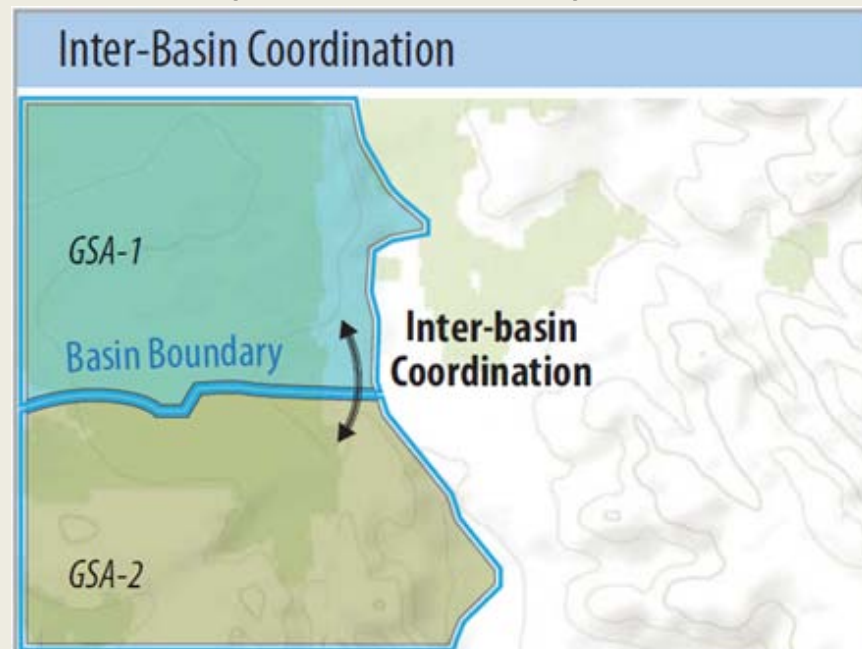 Inter-Basin Coordination
GSA-1
Basin Boundary
Inter-basin
Coordination
GSA-2